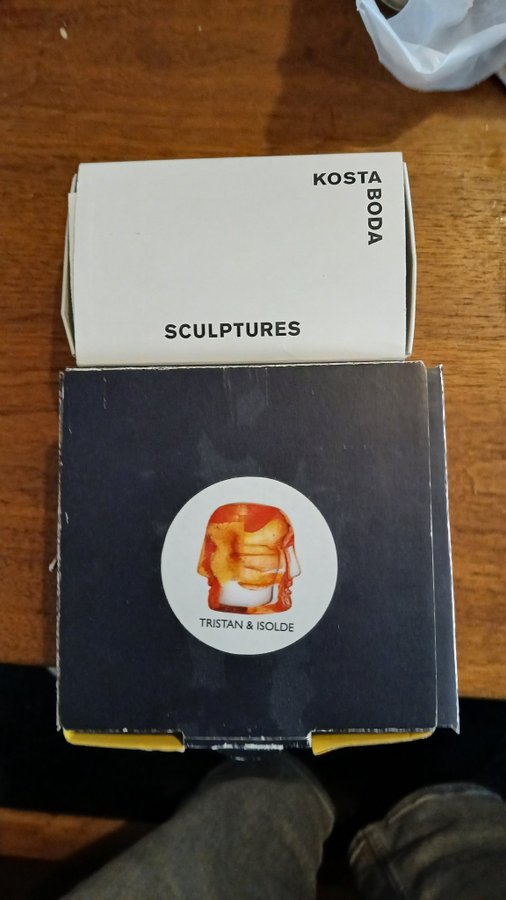 KOSTA
BODA
SCULPTURES
TRISTAN & ISOLDE